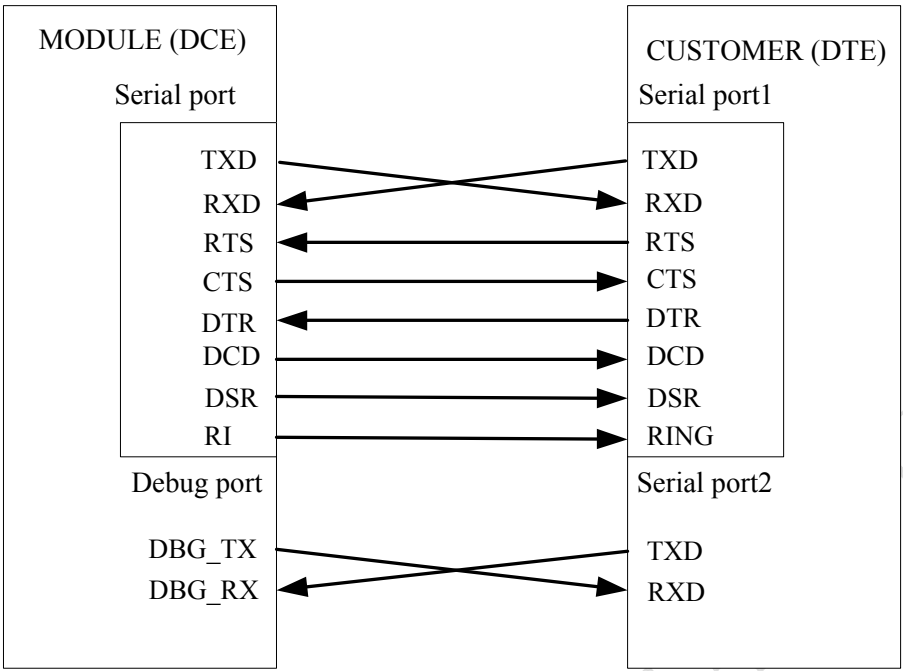 MODULE (DCE)
Serial port
TXD
RXD
RTS
CTS
DTR
DCD
DSR
RI
Debug port
DBG_TX
DBG_RX
CUSTOMER (DTE)
Serial port1
TXD
RXD
RTS
CTS
DTR
DCD
DSR
RING
Serial port2
TXD
RXD